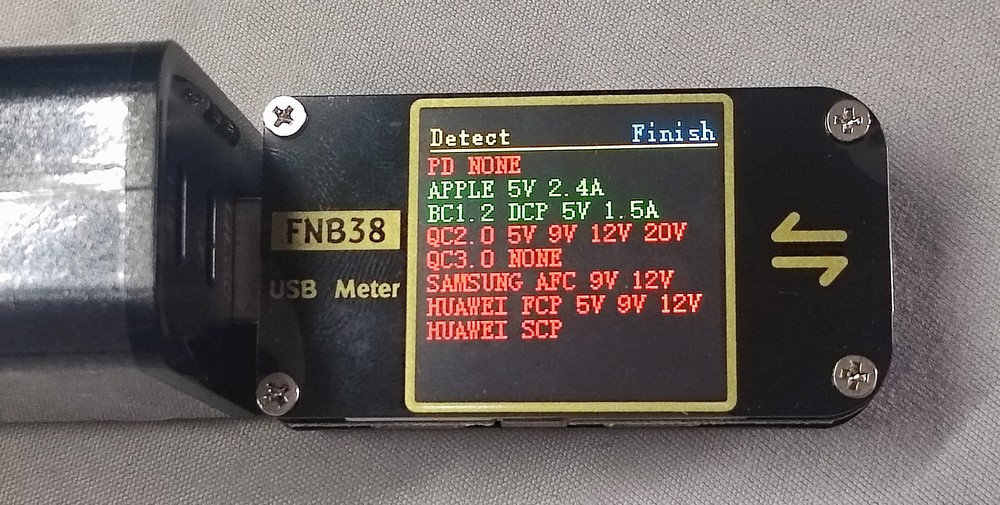 FNB38
USB Meter
Detect Finish
PD NONE
APPLE 5V 2.4A
BC1.2 DCP 5V 1.5A
QC2.0 5V 9V 12V 20V
QC3.0 NONE
SAMSUNG AFC 9V 12V
HUAWEI FCP 5V 9V 12V
HUAWEI SCP